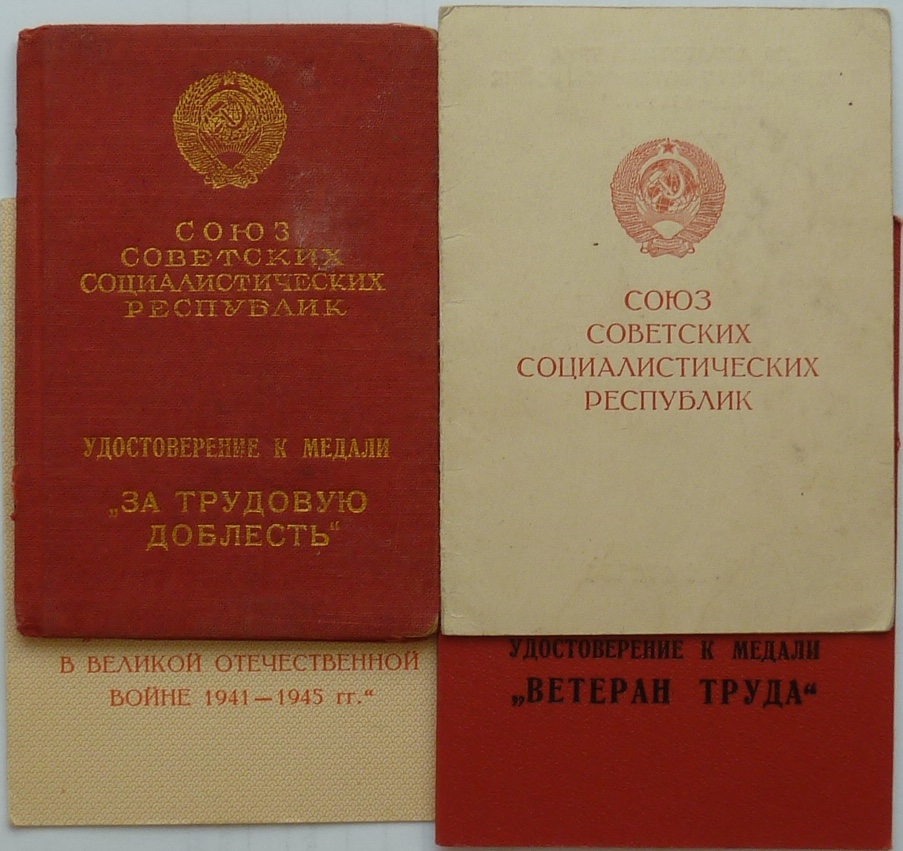 СОЮЗ
СОВЕТСКИХ
СОЦИАЛИСТИЧЕСКИХ
РЕСПУБЛИК
УДОСТОВЕРЕНИЕ К МЕДАЛИ
„ЗА ТРУДОВУЮ
ДОБЛЕСТЬ“
В ВЕЛИКОЙ ОТЕЧЕСТВЕННОЙ
ВОЙНЕ 1941—1945 гг.“
СОЮЗ
СОВЕТСКИХ
СОЦИАЛИСТИЧЕСКИХ
РЕСПУБЛИК
УДОСТОВЕРЕНИЕ К МЕДАЛИ
„ВЕТЕРАН ТРУДА“